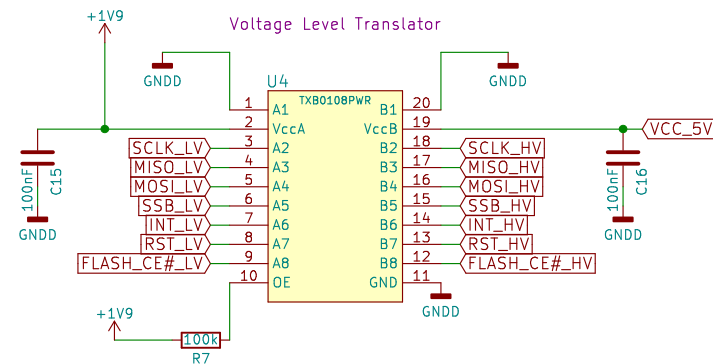 +1V9
Voltage Level Translator
GNDD
GNDD
U4
TXB0108PWR
1 A1 B1 20
2 VccA VccB 19
VCC_5V
SCLK_LV 3 A2 B2 18 SCLK_HV
MISO_LV 4 A3 B3 17 MISO_HV
MOSI_LV 5 A4 B4 16 MOSI_HV
SSB_LV 6 A5 B5 15 SSB_HV
INT_LV 7 A6 B6 14 INT_HV
RST_LV 8 A7 B7 13 RST_HV
FLASH_CE#_LV 9 A8 B8 12 FLASH_CE#_HV
10 OE GND 11
100nF
C15
100nF
C16
GNDD
GNDD
GNDD
+1V9
100k
R7